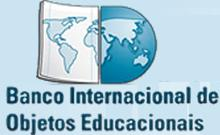 Banco Internacional de
Objetos Educacionais